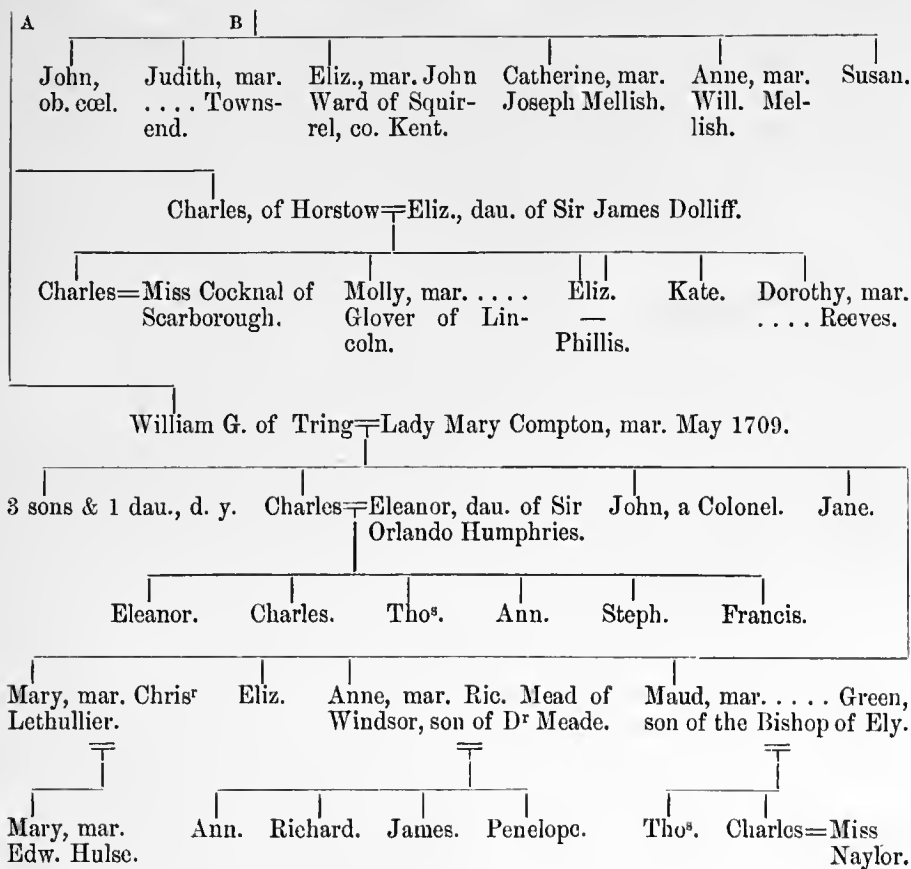 A B
John, Judith, mar. Eliz., mar. John Catherine, mar. Anne, mar. Susan.
ob. cœl. . . . . Towns- Ward of Squir- Joseph Mellish. Will. Mel-
end. rel, co. Kent. lish.
Charles, of Horstow=Eliz., dau. of Sir James Dolliff.
Charles=Miss Cocknal of Molly, mar. . . . . . Eliz. Kate. Dorothy, mar.
Scarborough. Glover of Lin- — . . . . Reeves.
coln. Phillis.
William G. of Tring=Lady Mary Compton, mar. May 1709.
3 sons & 1 dau., d. y. Charles=Eleanor, dau. of Sir John, a Colonel. Jane.
Orlando Humphries.
Eleanor. Charles. Thoˢ. Ann. Steph. Francis.
Mary, mar. Chrisʳ Eliz. Anne, mar. Ric. Mead of Maud, mar. . . . . . Green,
Lethullier. Windsor, son of Dʳ Meade. son of the Bishop of Ely.
Mary, mar. Ann. Richard. James. Penelope. Thoˢ. Charles=Miss
Edw. Hulse. Naylor.